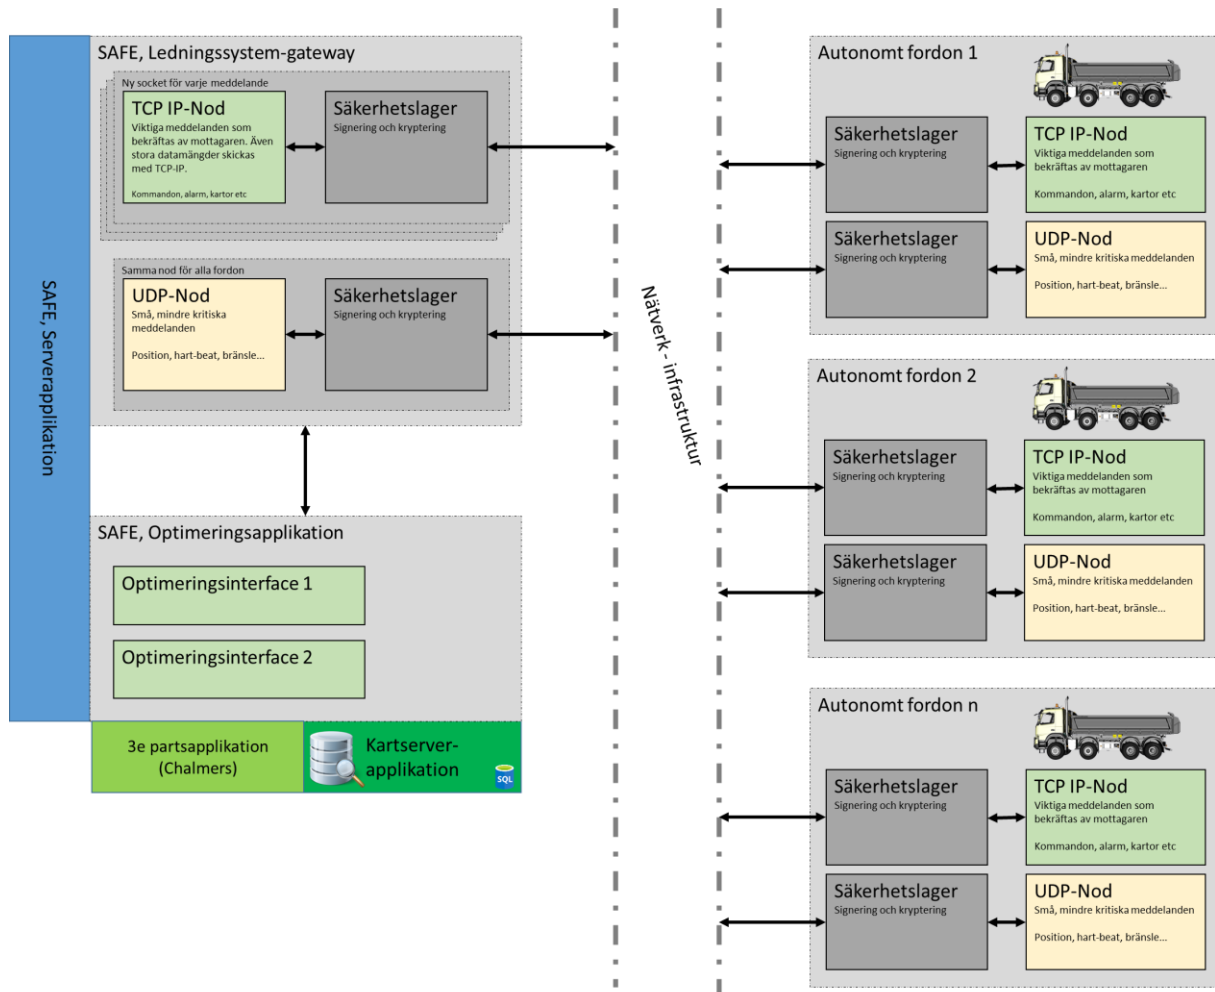 SAFE, Serverapplikation
SAFE, Ledningssystem-gateway
Ny socket för varje meddelande
TCP IP-Nod
Viktiga meddelanden som
bekräftas av mottagaren. Även
stora datamängder skickas
med TCP-IP.
Kommandon, alarm, kartor etc
Säkerhetslager
Signering och kryptering
Samma nod för alla fordon
UDP-Nod
Små, mindre kritiska
meddelanden
Position, hart-beat, bränsle...
Säkerhetslager
Signering och kryptering
SAFE, Optimeringsapplikation
Optimeringsinterface 1
Optimeringsinterface 2
3e partsapplikation
(Chalmers)
Kartserver-
applikation
SQL
Nätverk - infrastruktur
Autonomt fordon 1
Säkerhetslager
Signering och kryptering
TCP IP-Nod
Viktiga meddelanden som
bekräftas av mottagaren
Kommandon, alarm, kartor etc
Säkerhetslager
Signering och kryptering
UDP-Nod
Små, mindre kritiska meddelanden
Position, hart-beat, bränsle...
Autonomt fordon 2
Säkerhetslager
Signering och kryptering
TCP IP-Nod
Viktiga meddelanden som
bekräftas av mottagaren
Kommandon, alarm, kartor etc
Säkerhetslager
Signering och kryptering
UDP-Nod
Små, mindre kritiska meddelanden
Position, hart-beat, bränsle...
Autonomt fordon n
Säkerhetslager
Signering och kryptering
TCP IP-Nod
Viktiga meddelanden som
bekräftas av mottagaren
Kommandon, alarm, kartor etc
Säkerhetslager
Signering och kryptering
UDP-Nod
Små, mindre kritiska meddelanden
Position, hart-beat, bränsle...